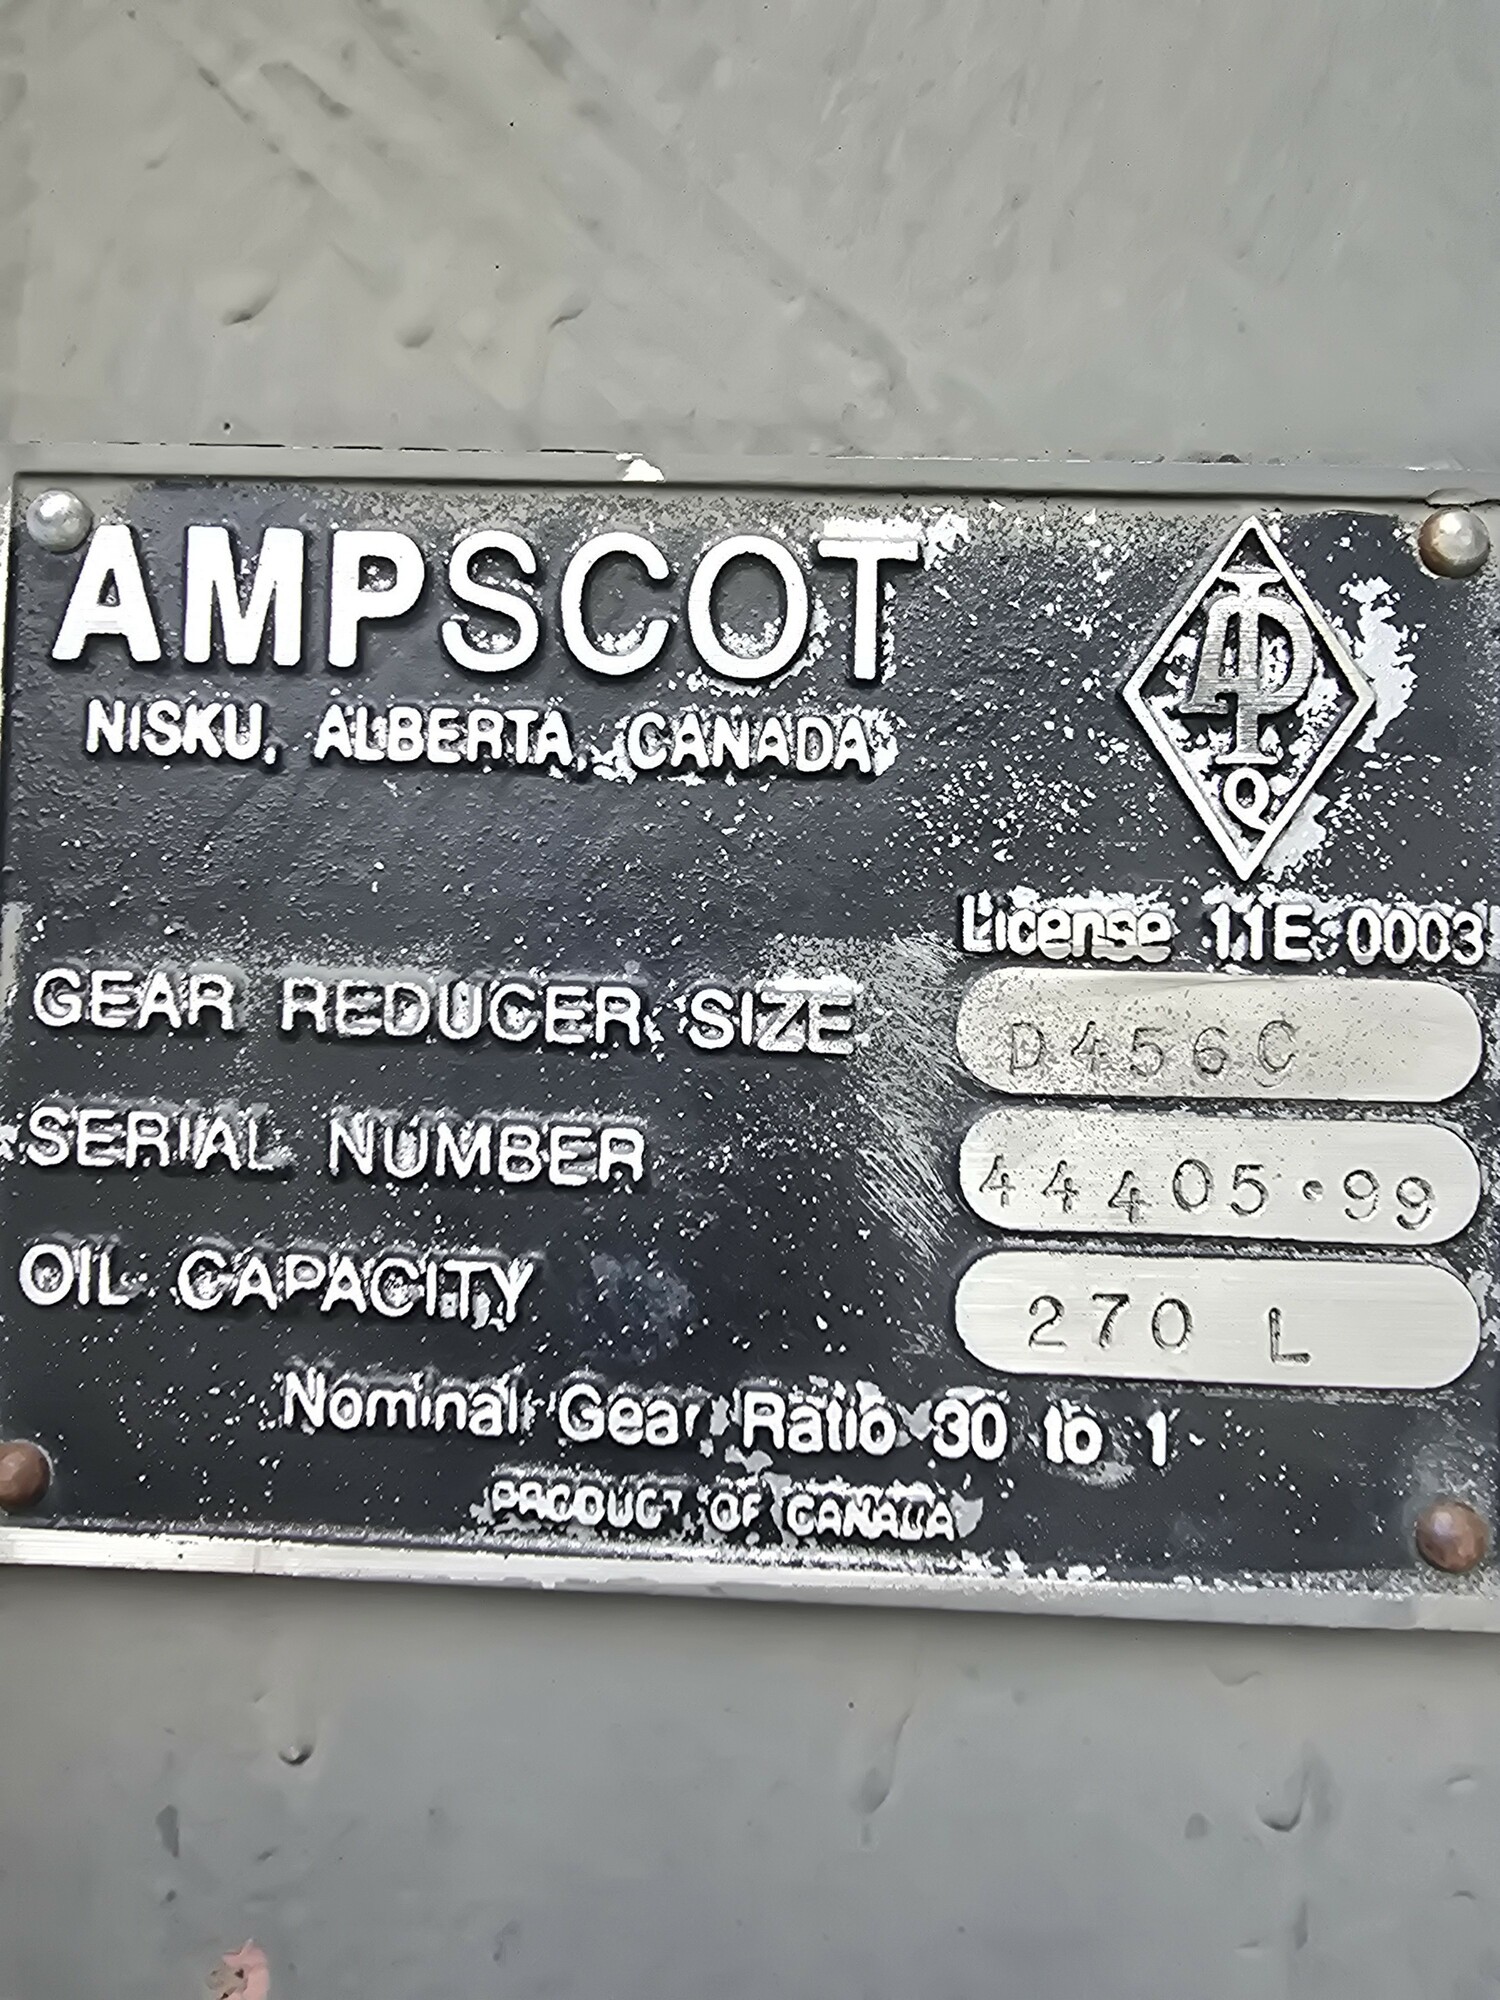 AMPSCOT
NISKU, ALBERTA, CANADA
API
Q
License 11E-0003
GEAR REDUCER SIZE D456C
SERIAL NUMBER 44405·99
OIL CAPACITY 270 L
Nominal Gear Ratio 30 to 1
PRODUCT OF CANADA